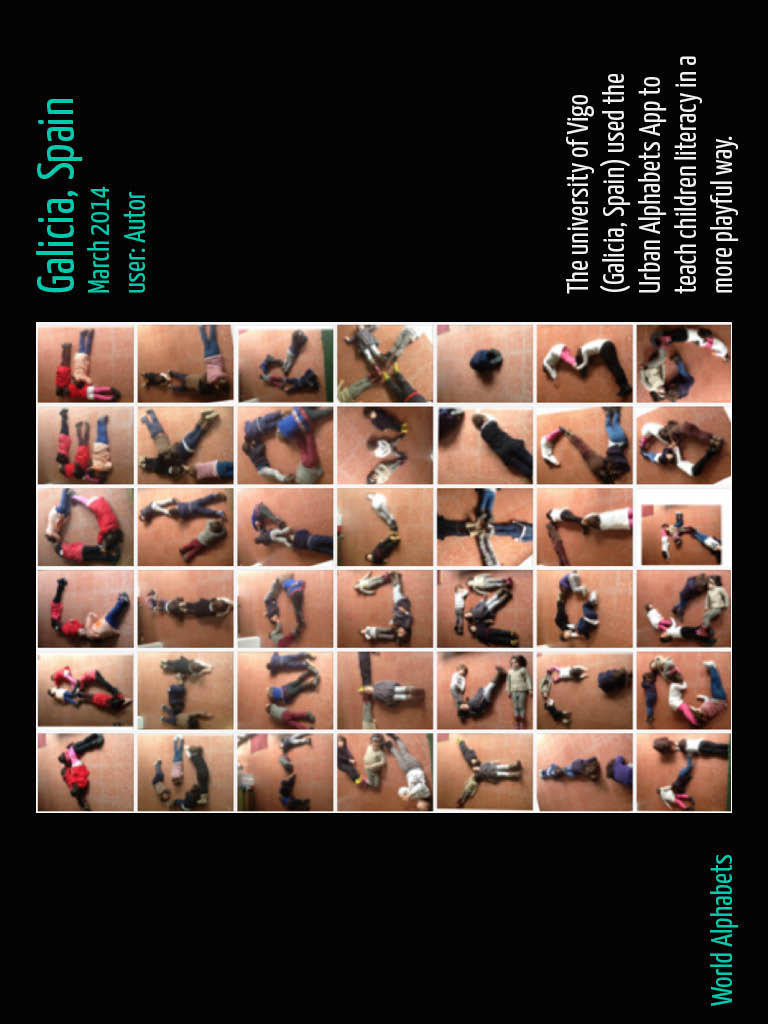 Galicia, Spain
March 2014
user: Autor
The university of Vigo
(Galicia, Spain) used the
Urban Alphabets App to
teach children literacy in a
more playful way.
World Alphabets